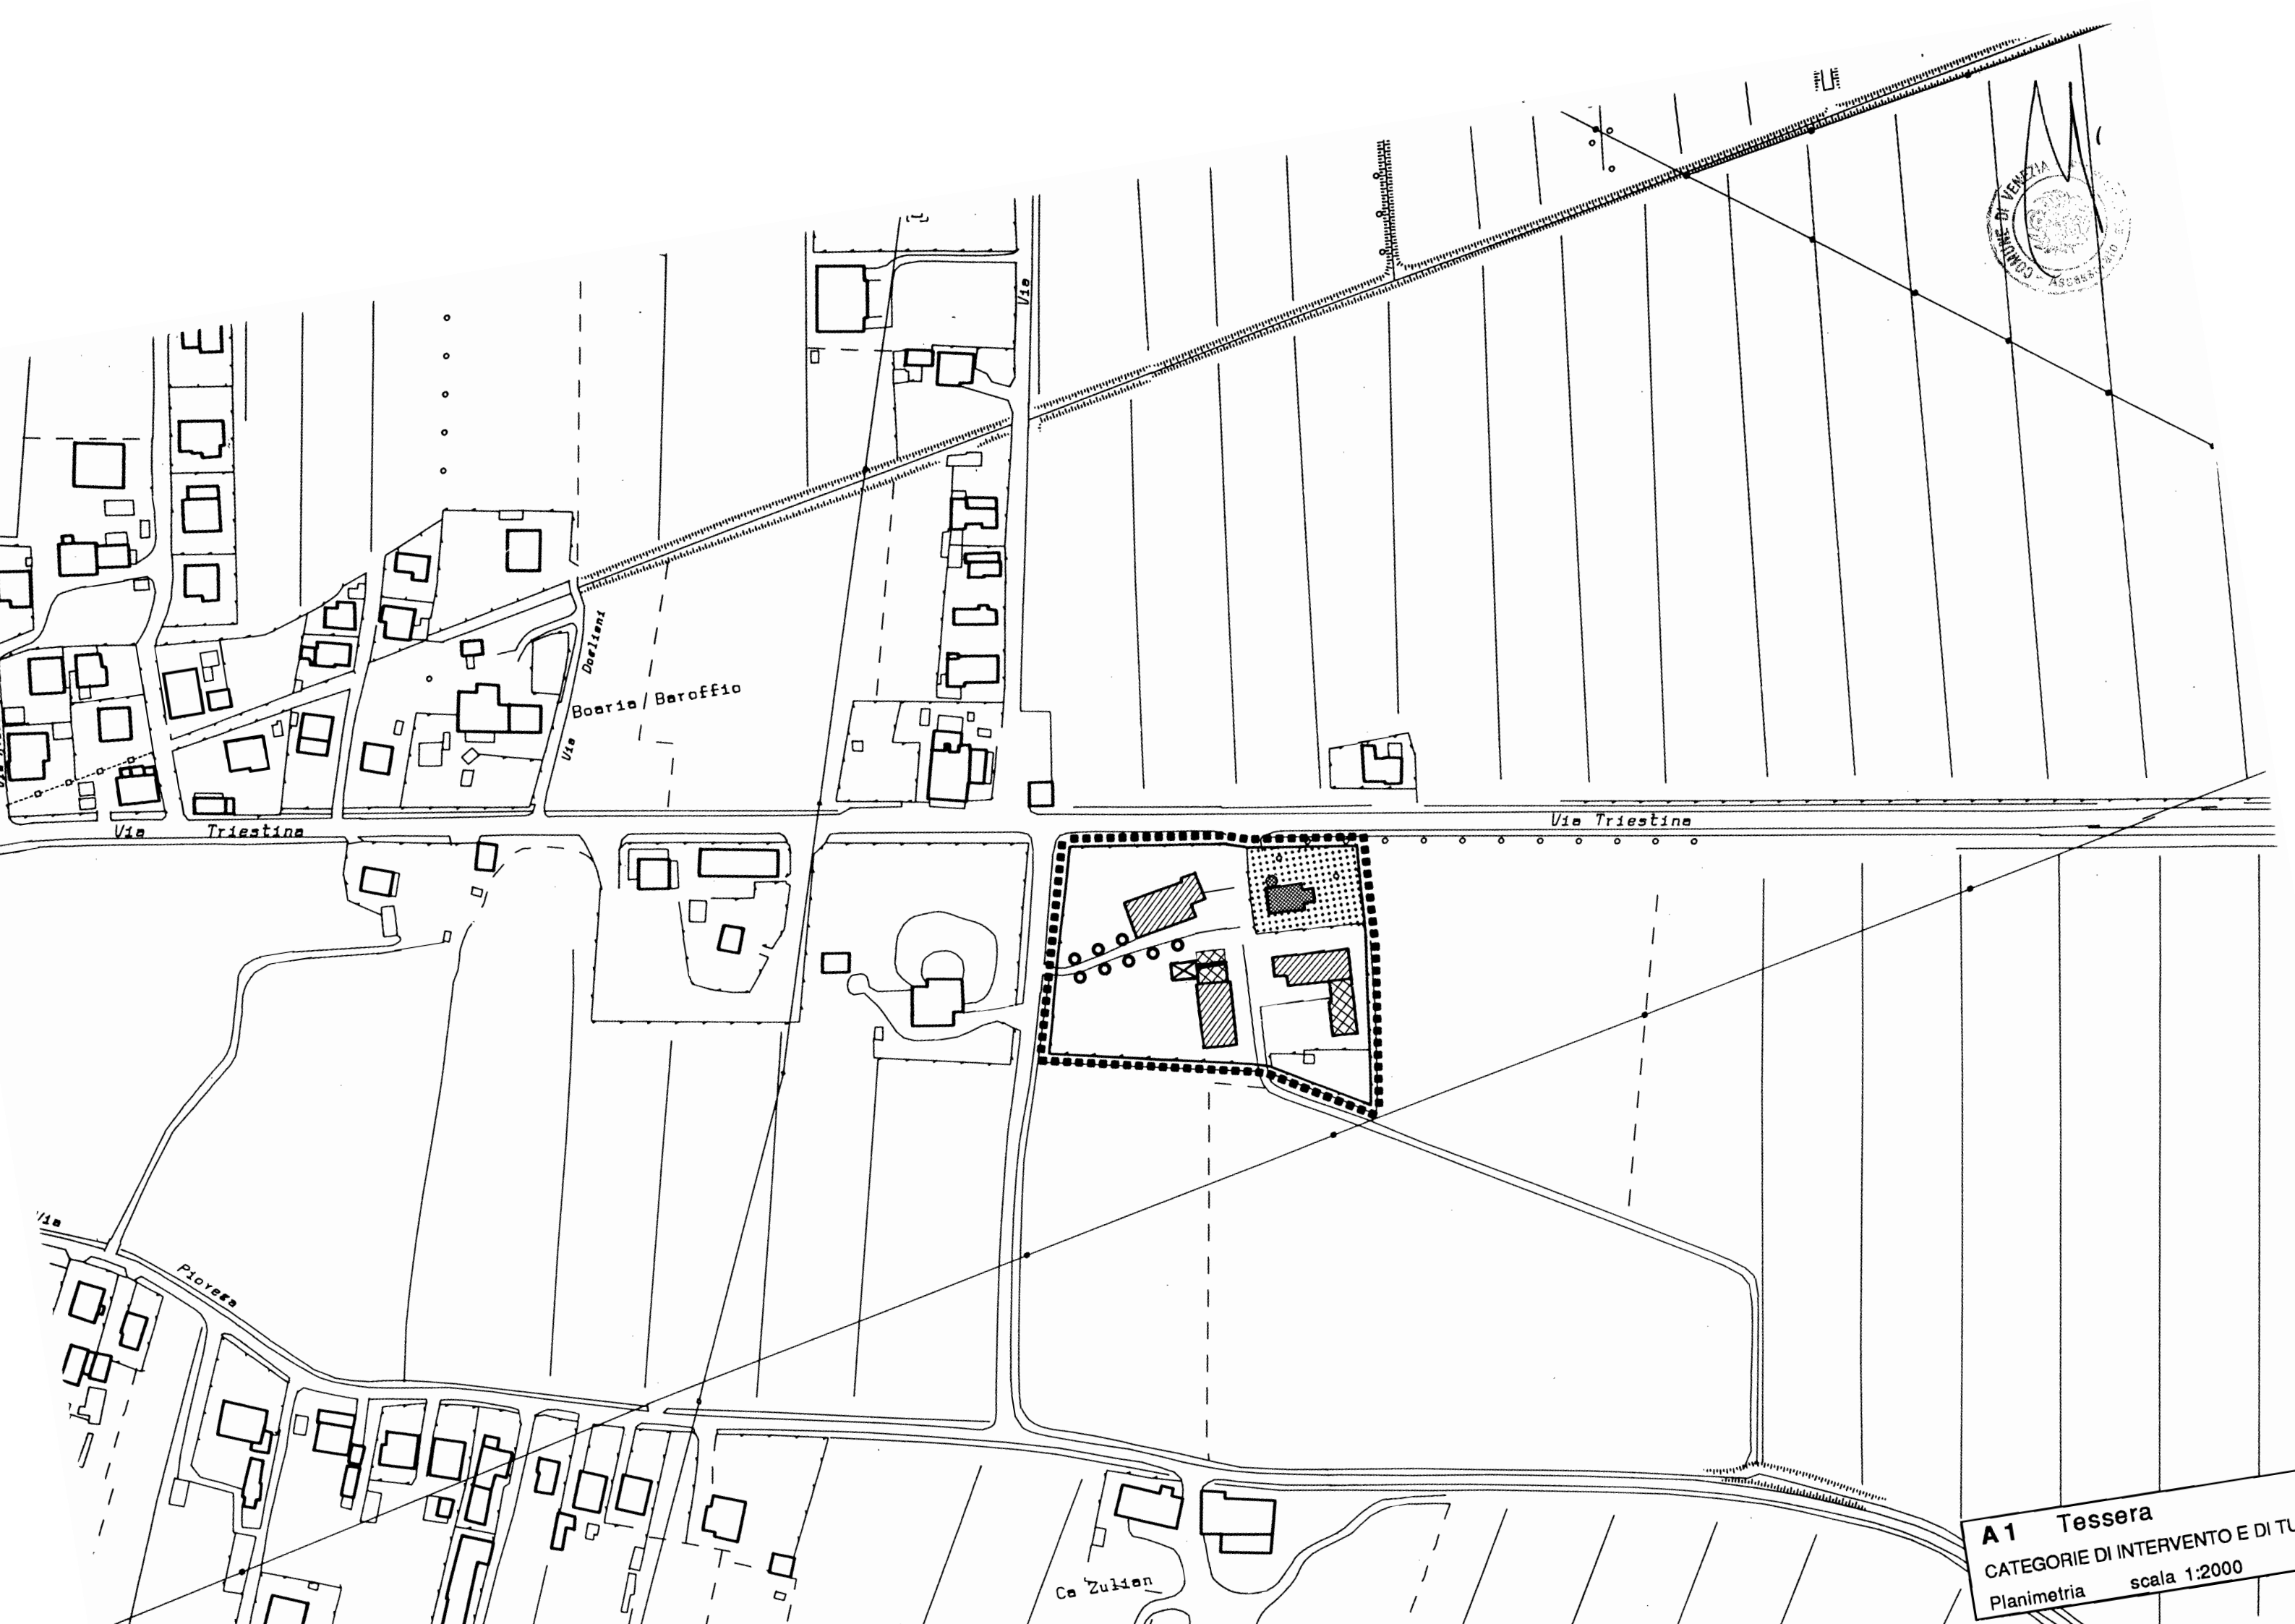 COMUNE DI VENEZIA
Via
Doglioni
Boaria / Baroffio
Via
Via Triestina
Via Triestina
Via
Piovega
Ca Zulian
A1 Tessera
CATEGORIE DI INTERVENTO E DI TU
Planimetria scala 1:2000